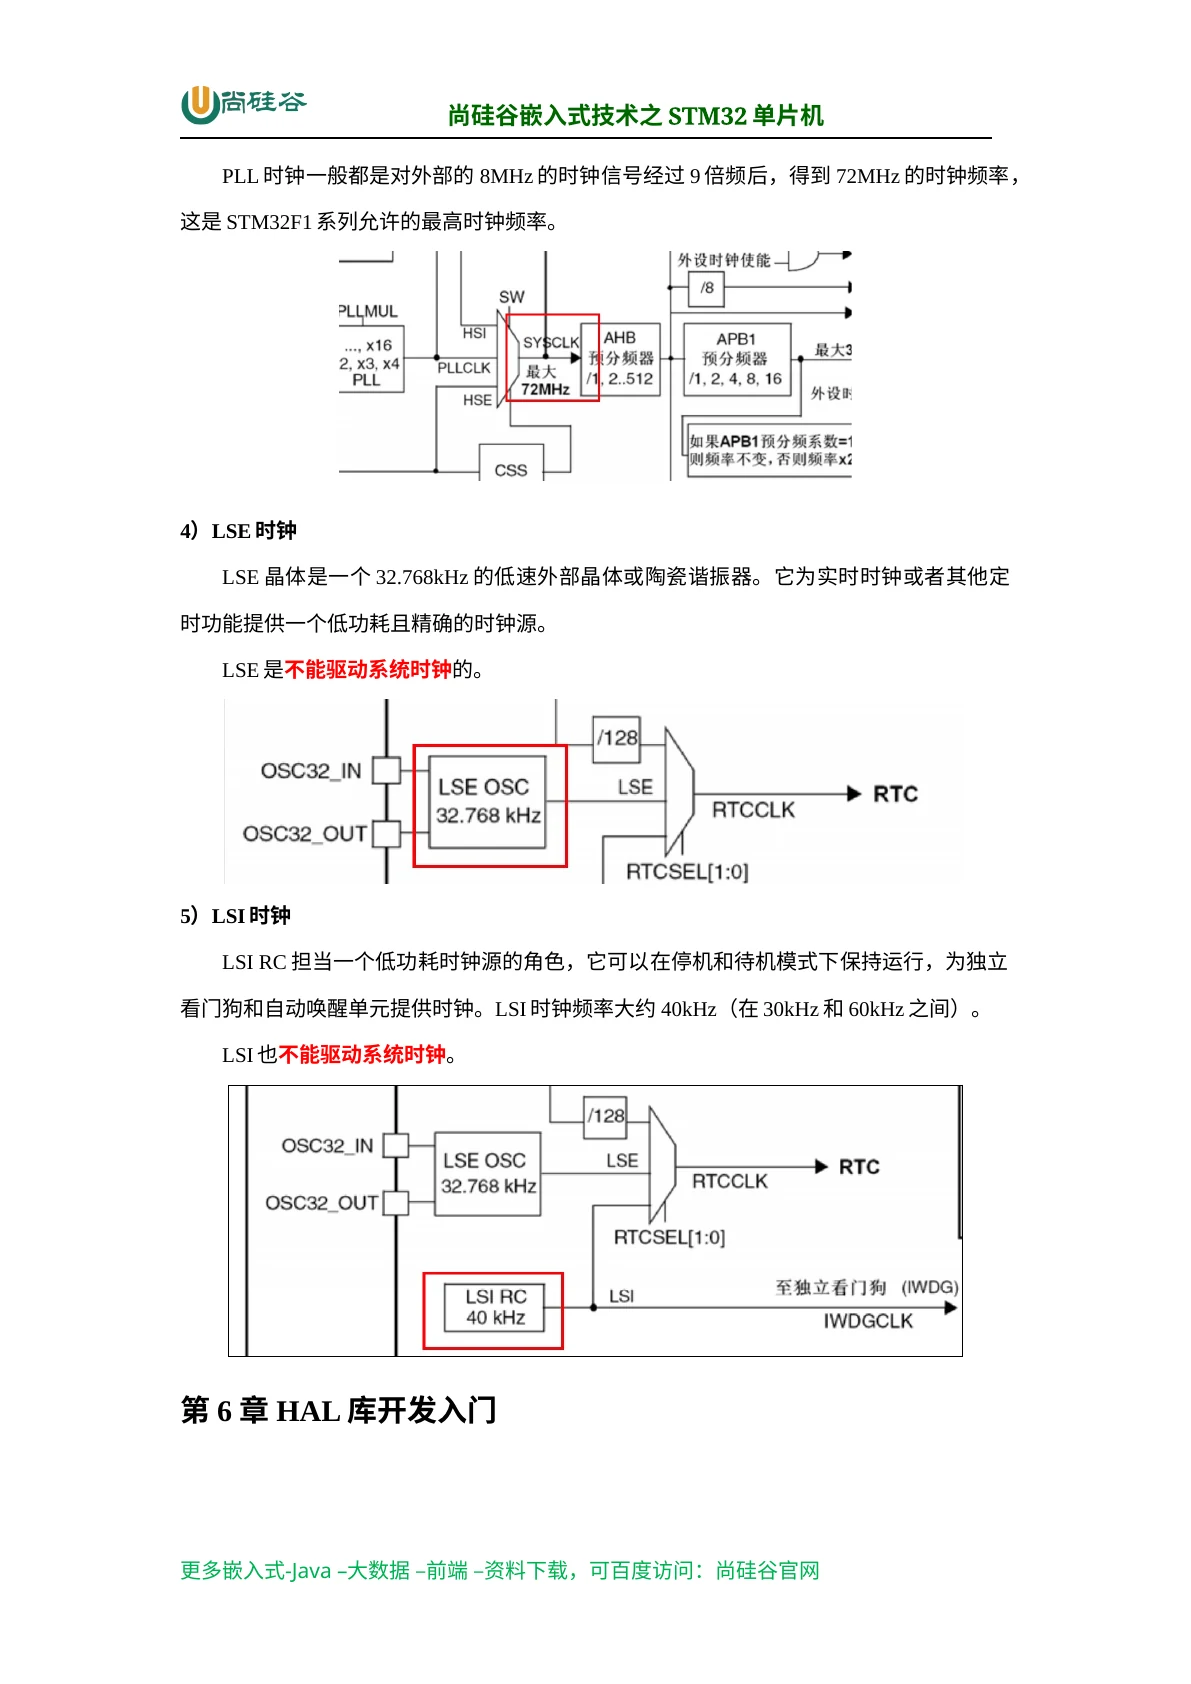 尚硅谷
尚硅谷嵌入式技术之 STM32 单片机
PLL 时钟一般都是对外部的 8MHz 的时钟信号经过 9 倍频后，得到 72MHz 的时钟频率，
这是 STM32F1 系列允许的最高时钟频率。
外设时钟使能
/8
SW
PLLMUL
HSI
..., x16
2, x3, x4
PLL
PLLCLK
HSE
SYSCLK
最大
72MHz
AHB
预分频器
/1, 2..512
APB1
预分频器
/1, 2, 4, 8, 16
最大3
外设时
如果APB1预分频系数=1
则频率不变，否则频率x2
CSS
4）LSE 时钟
LSE 晶体是一个 32.768kHz 的低速外部晶体或陶瓷谐振器。它为实时时钟或者其他定
时功能提供一个低功耗且精确的时钟源。
LSE 是不能驱动系统时钟的。
/128
OSC32_IN
LSE OSC
32.768 kHz
LSE
RTC
RTCCLK
OSC32_OUT
RTCSEL[1:0]
5）LSI 时钟
LSI RC 担当一个低功耗时钟源的角色，它可以在停机和待机模式下保持运行，为独立
看门狗和自动唤醒单元提供时钟。LSI 时钟频率大约 40kHz（在 30kHz 和 60kHz 之间）。
LSI 也不能驱动系统时钟。
/128
OSC32_IN
LSE OSC
32.768 kHz
LSE
RTC
RTCCLK
OSC32_OUT
RTCSEL[1:0]
LSI RC
40 kHz
LSI
至独立看门狗 (IWDG)
IWDGCLK
第 6 章 HAL 库开发入门
更多嵌入式-Java –大数据 –前端 –资料下载，可百度访问：尚硅谷官网